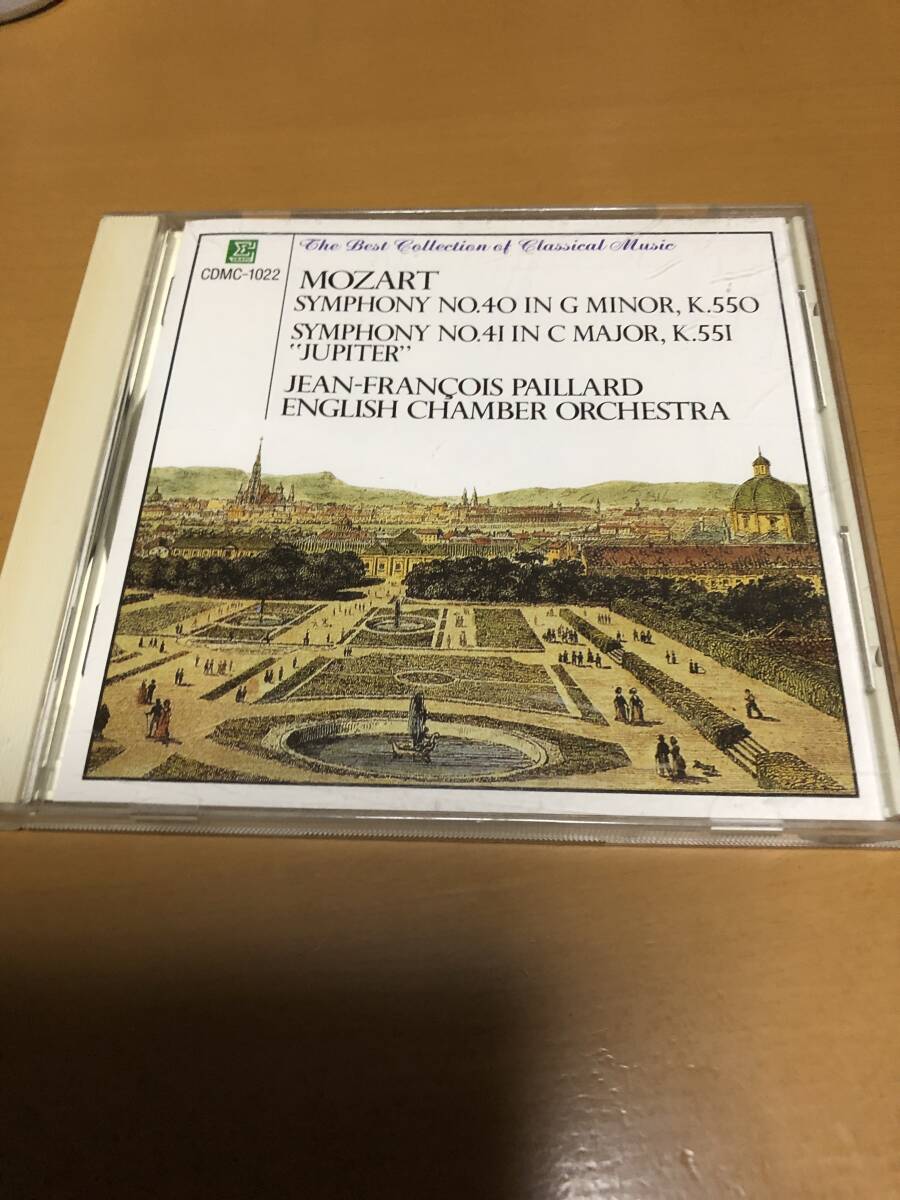 ERATO
CDMC-1022
The Best Collection of Classical Music
MOZART
SYMPHONY NO.40 IN G MINOR, K.550
SYMPHONY NO.41 IN C MAJOR, K.551
"JUPITER"
JEAN-FRANÇOIS PAILLARD
ENGLISH CHAMBER ORCHESTRA